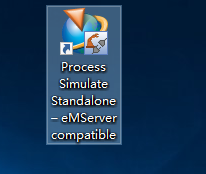 Process
Simulate
Standalone
– eMServer
compatible